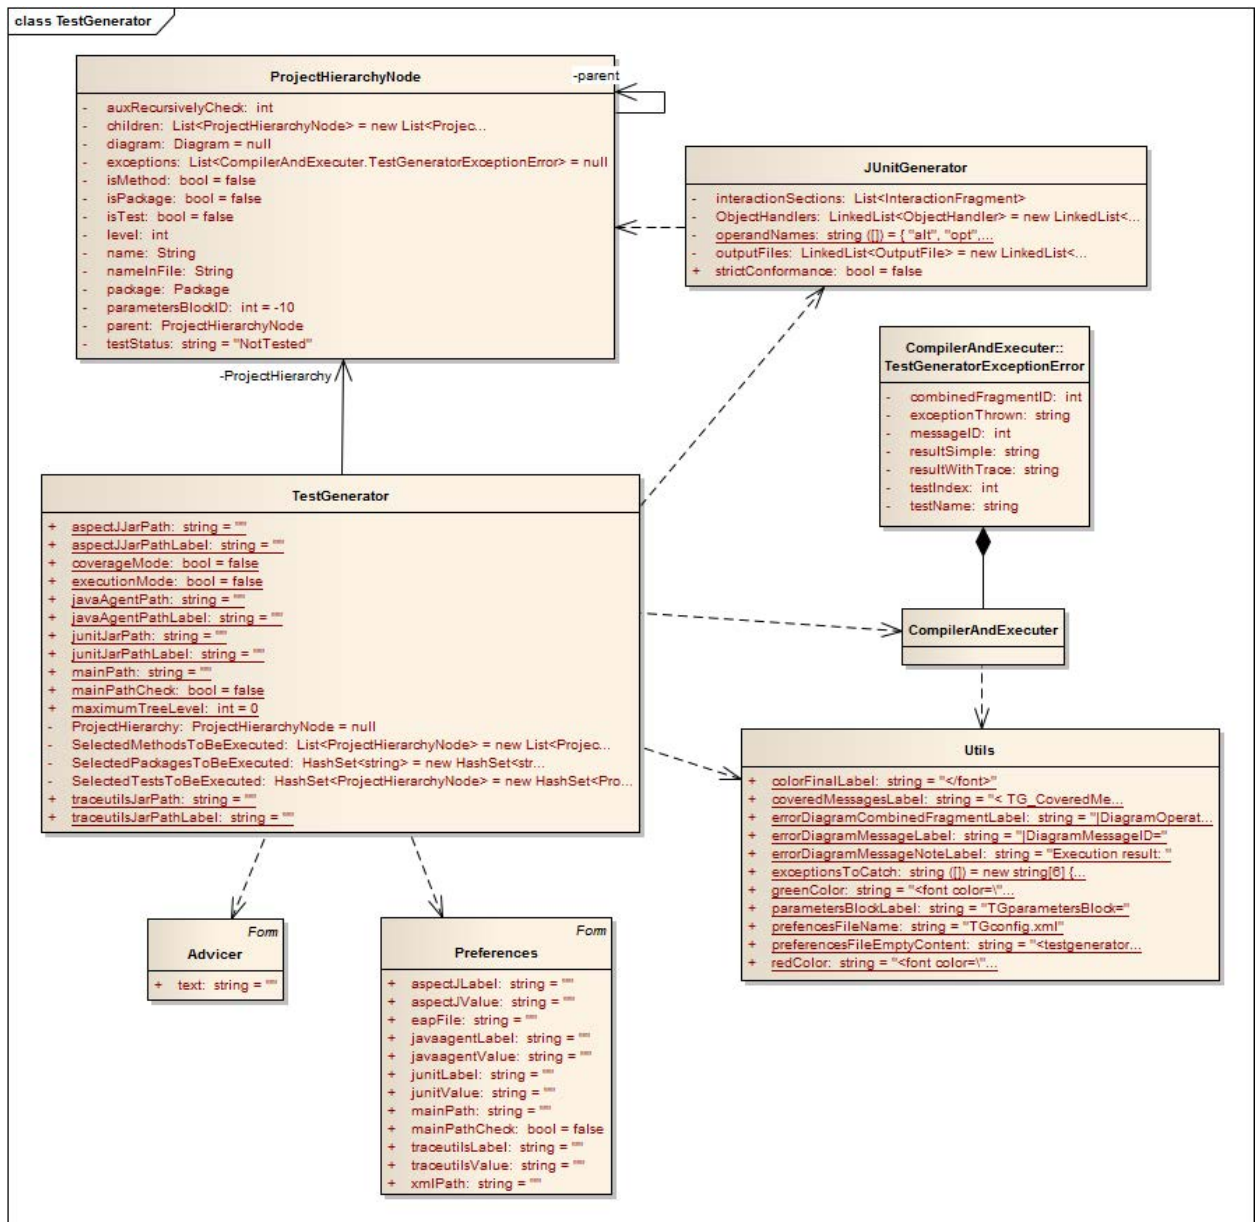 class TestGenerator
ProjectHierarchyNode
- auxRecursivelyCheck: int
- children: List<ProjectHierarchyNode> = new List<Projec...
- diagram: Diagram = null
- exceptions: List<CompilerAndExecuter.TestGeneratorExceptionError> = null
- isMethod: bool = false
- isPackage: bool = false
- isTest: bool = false
- level: int
- name: String
- nameInFile: String
- package: Package
- parametersBlockID: int = -10
- parent: ProjectHierarchyNode
- testStatus: string = "NotTested"
-parent
JUnitGenerator
- interactionSections: List<InteractionFragment>
- ObjectHandlers: LinkedList<ObjectHandler> = new LinkedList<...
- operandNames: string ([]) = { "alt", "opt",...
- outputFiles: LinkedList<OutputFile> = new LinkedList<...
+ strictConformance: bool = false
CompilerAndExecuter::
TestGeneratorExceptionError
- combinedFragmentID: int
- exceptionThrown: string
- messageID: int
- resultSimple: string
- resultWithTrace: string
- testIndex: int
- testName: string
-ProjectHierarchy
TestGenerator
+ aspectJJarPath: string = ""
+ aspectJJarPathLabel: string = ""
+ coverageMode: bool = false
+ executionMode: bool = false
+ javaAgentPath: string = ""
+ javaAgentPathLabel: string = ""
+ junitJarPath: string = ""
+ junitJarPathLabel: string = ""
+ mainPath: string = ""
+ mainPathCheck: bool = false
+ maximumTreeLevel: int = 0
- ProjectHierarchy: ProjectHierarchyNode = null
- SelectedMethodsToBeExecuted: List<ProjectHierarchyNode> = new List<Projec...
- SelectedPackagesToBeExecuted: HashSet<string> = new HashSet<str...
- SelectedTestsToBeExecuted: HashSet<ProjectHierarchyNode> = new HashSet<Pro...
+ traceutilsJarPath: string = ""
+ traceutilsJarPathLabel: string = ""
CompilerAndExecuter
Utils
+ colorFinalLabel: string = "</font>"
+ coveredMessagesLabel: string = "< TG_CoveredMe...
+ errorDiagramCombinedFragmentLabel: string = "|DiagramOperat...
+ errorDiagramMessageLabel: string = "|DiagramMessageID="
+ errorDiagramMessageNoteLabel: string = "Execution result: "
+ exceptionsToCatch: string ([]) = new string[6] {...
+ greenColor: string = "<font color=\"...
+ parametersBlockLabel: string = "TGparametersBlock="
+ prefencesFileName: string = "TGconfig.xml"
+ preferencesFileEmptyContent: string = "<testgenerator...
+ redColor: string = "<font color=\"...
Form
Advicer
+ text: string = ""
Form
Preferences
+ aspectJLabel: string = ""
+ aspectJValue: string = ""
+ eapFile: string = ""
+ javaagentLabel: string = ""
+ javaagentValue: string = ""
+ junitLabel: string = ""
+ junitValue: string = ""
+ mainPath: string = ""
+ mainPathCheck: bool = false
+ traceutilsLabel: string = ""
+ traceutilsValue: string = ""
+ xmlPath: string = ""